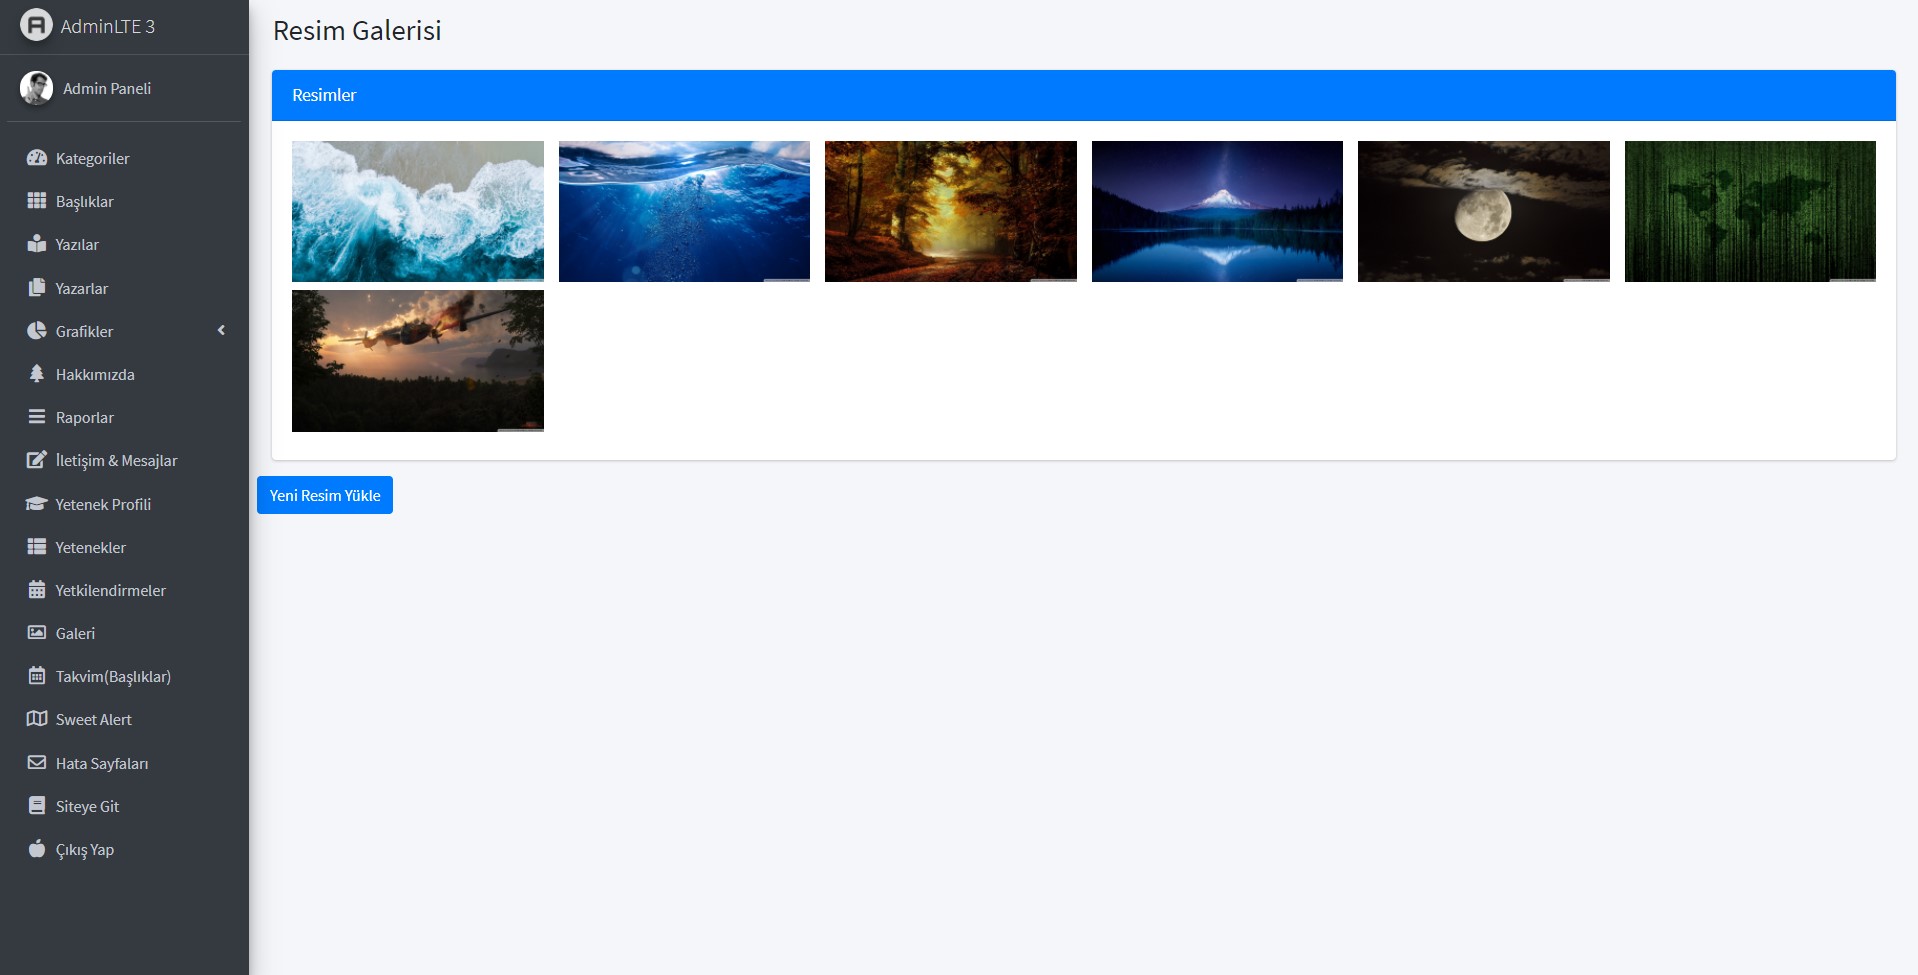 AdminLTE 3
Admin Paneli
Kategoriler
Başlıklar
Yazılar
Yazarlar
Grafikler
Hakkımızda
Raporlar
İletişim & Mesajlar
Yetenek Profili
Yetenekler
Yetkilendirmeler
Galeri
Takvim(Başlıklar)
Sweet Alert
Hata Sayfaları
Siteye Git
Çıkış Yap
Resim Galerisi
Resimler
Yeni Resim Yükle